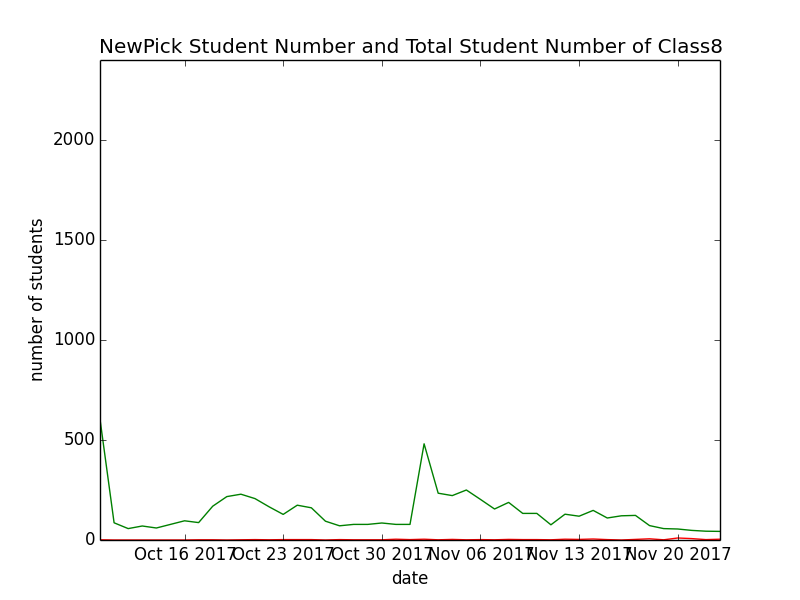 NewPick Student Number and Total Student Number of Class8
2000
1500
1000
500
0
number of students
Oct 16 2017 Oct 23 2017 Oct 30 2017 Nov 06 2017 Nov 13 2017 Nov 20 2017
date